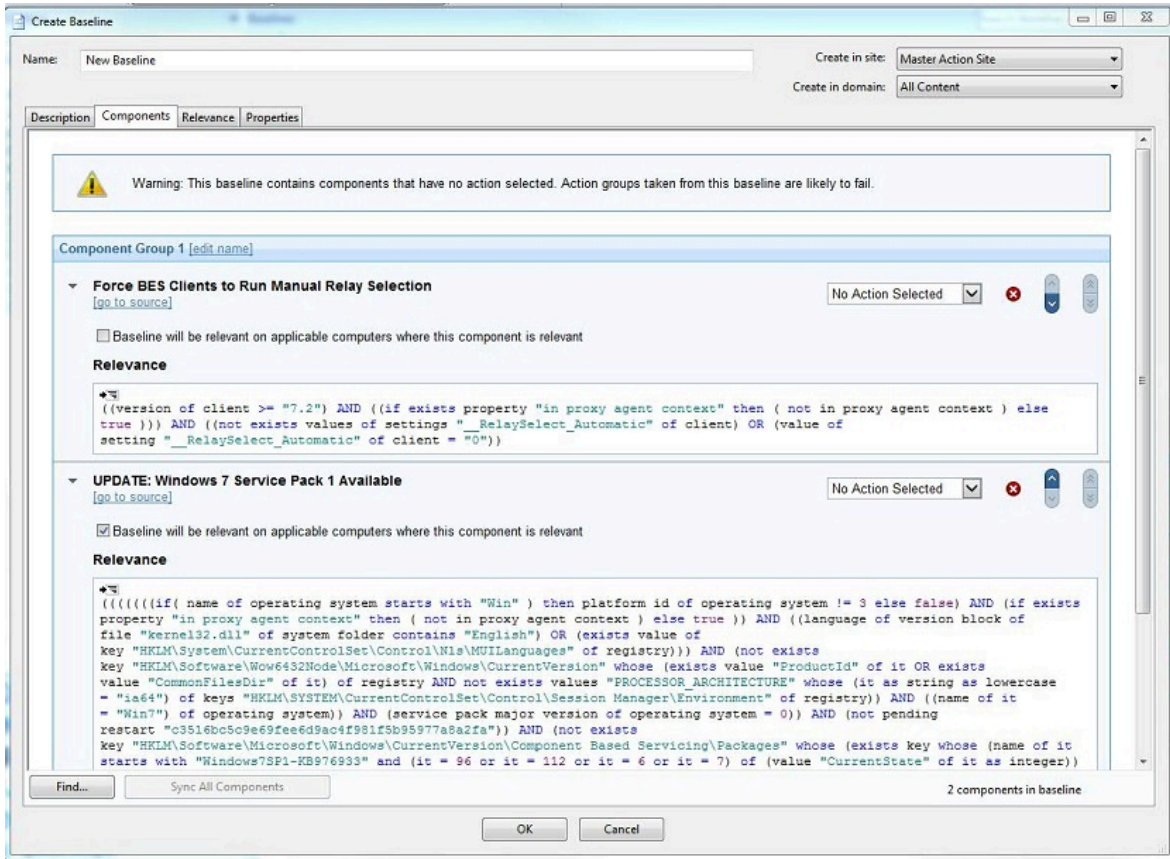 Create Baseline
Name: New Baseline
Create in site: Master Action Site
Create in domain: All Content
Description Components Relevance Properties
Warning: This baseline contains components that have no action selected. Action groups taken from this baseline are likely to fail.
Component Group 1 [edit name]
Force BES Clients to Run Manual Relay Selection
[go to source]
No Action Selected
Baseline will be relevant on applicable computers where this component is relevant
Relevance
((version of client >= "7.2") AND ((if exists property "in proxy agent context" then ( not in proxy agent context ) else
true ))) AND ((not exists values of settings "__RelaySelect_Automatic" of client) OR (value of
setting "__RelaySelect_Automatic" of client = "0"))
UPDATE: Windows 7 Service Pack 1 Available
[go to source]
No Action Selected
Baseline will be relevant on applicable computers where this component is relevant
Relevance
(((((((if( name of operating system starts with "Win" ) then platform id of operating system != 3 else false) AND (if exists
property "in proxy agent context" then ( not in proxy agent context ) else true )) AND ((language of version block of
file "kernel32.dll" of system folder contains "English") OR (exists value of
key "HKLM\System\CurrentControlSet\Control\Nls\MUILanguages" of registry))) AND (not exists
key "HKLM\Software\Wow6432Node\Microsoft\Windows\CurrentVersion" whose (exists value "ProductId" of it OR exists
value "CommonFilesDir" of it) of registry AND not exists values "PROCESSOR_ARCHITECTURE" whose (it as string as lowercase
= "ia64") of keys "HKLM\SYSTEM\CurrentControlSet\Control\Session Manager\Environment" of registry)) AND ((name of it
= "Win7") of operating system)) AND (service pack major version of operating system = 0)) AND (not pending
restart "c3516bc5c9e69fee6d9ac4f981f5b95977a8a2fa")) AND (not exists
key "HKLM\Software\Microsoft\Windows\CurrentVersion\Component Based Servicing\Packages" whose (exists key whose (name of it
starts with "Windows7SP1-KB976933" and (it = 96 or it = 112 or it = 6 or it = 7) of (value "CurrentState" of it as integer))
Find... Sync All Components 2 components in baseline
OK Cancel